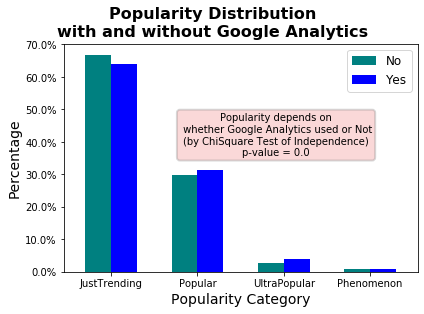 Popularity Distribution
with and without Google Analytics
Percentage
70.0%
60.0%
50.0%
40.0%
30.0%
20.0%
10.0%
0.0%
No
Yes
Popularity depends on
whether Google Analytics used or Not
(by ChiSquare Test of Independence)
p-value = 0.0
JustTrending
Popular
UltraPopular
Phenomenon
Popularity Category